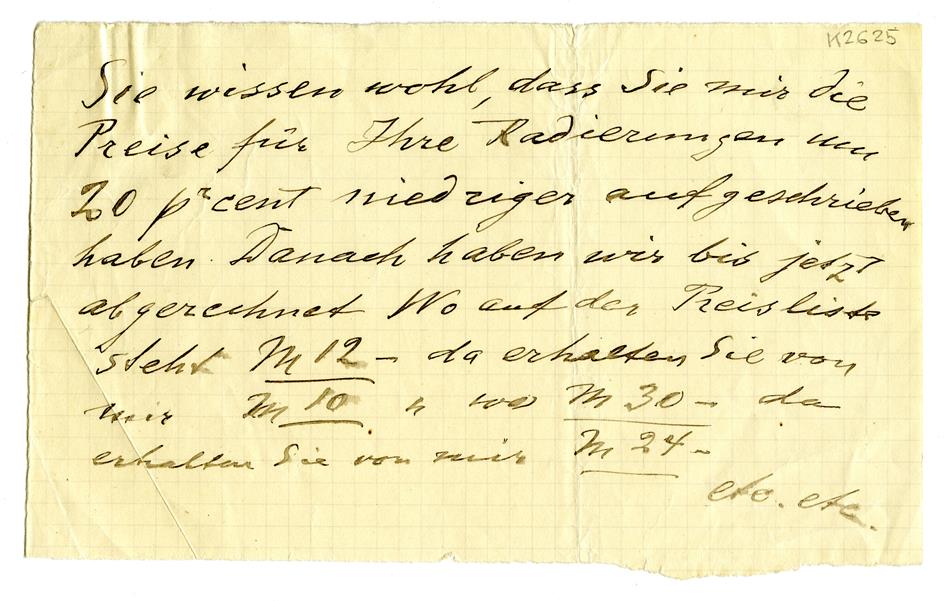 K2625
Sie wissen wohl, dass Sie mir die
Preise für Ihre Radierungen um
20 prcent niedriger aufgeschrieben
haben. Danach haben wir bis jetzt
abgerechnet Wo auf der Preisliste
steht M 12 – da erhalten Sie von
mir M 10 u wo M 30 – da
erhalten Sie von mir M 24 –
etc. etc.